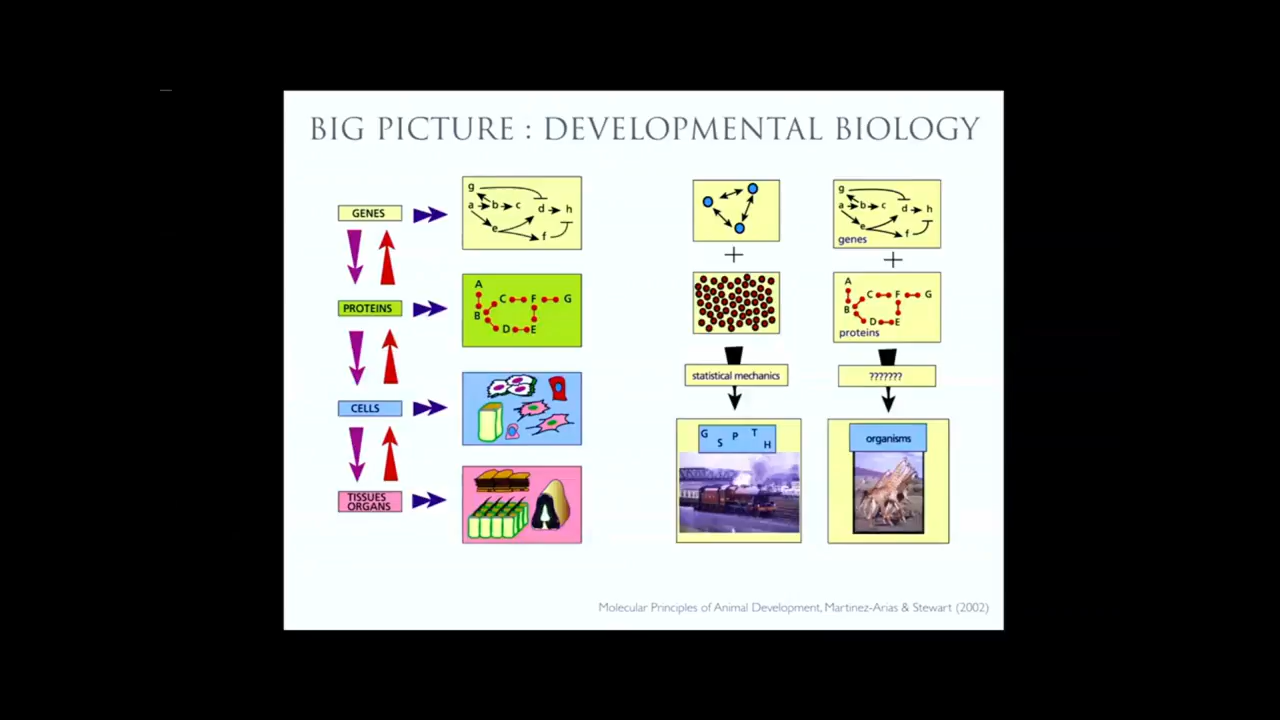 BIG PICTURE : DEVELOPMENTAL BIOLOGY
GENES
g
a b c d h
e f
PROTEINS
A
C F G
B
D E
CELLS
TISSUES
ORGANS
statistical mechanics
G S P T H
g
a b c d h
e f
genes
A
C F G
B
D E
proteins
???????
organisms
Molecular Principles of Animal Development, Martinez-Arias & Stewart (2002)